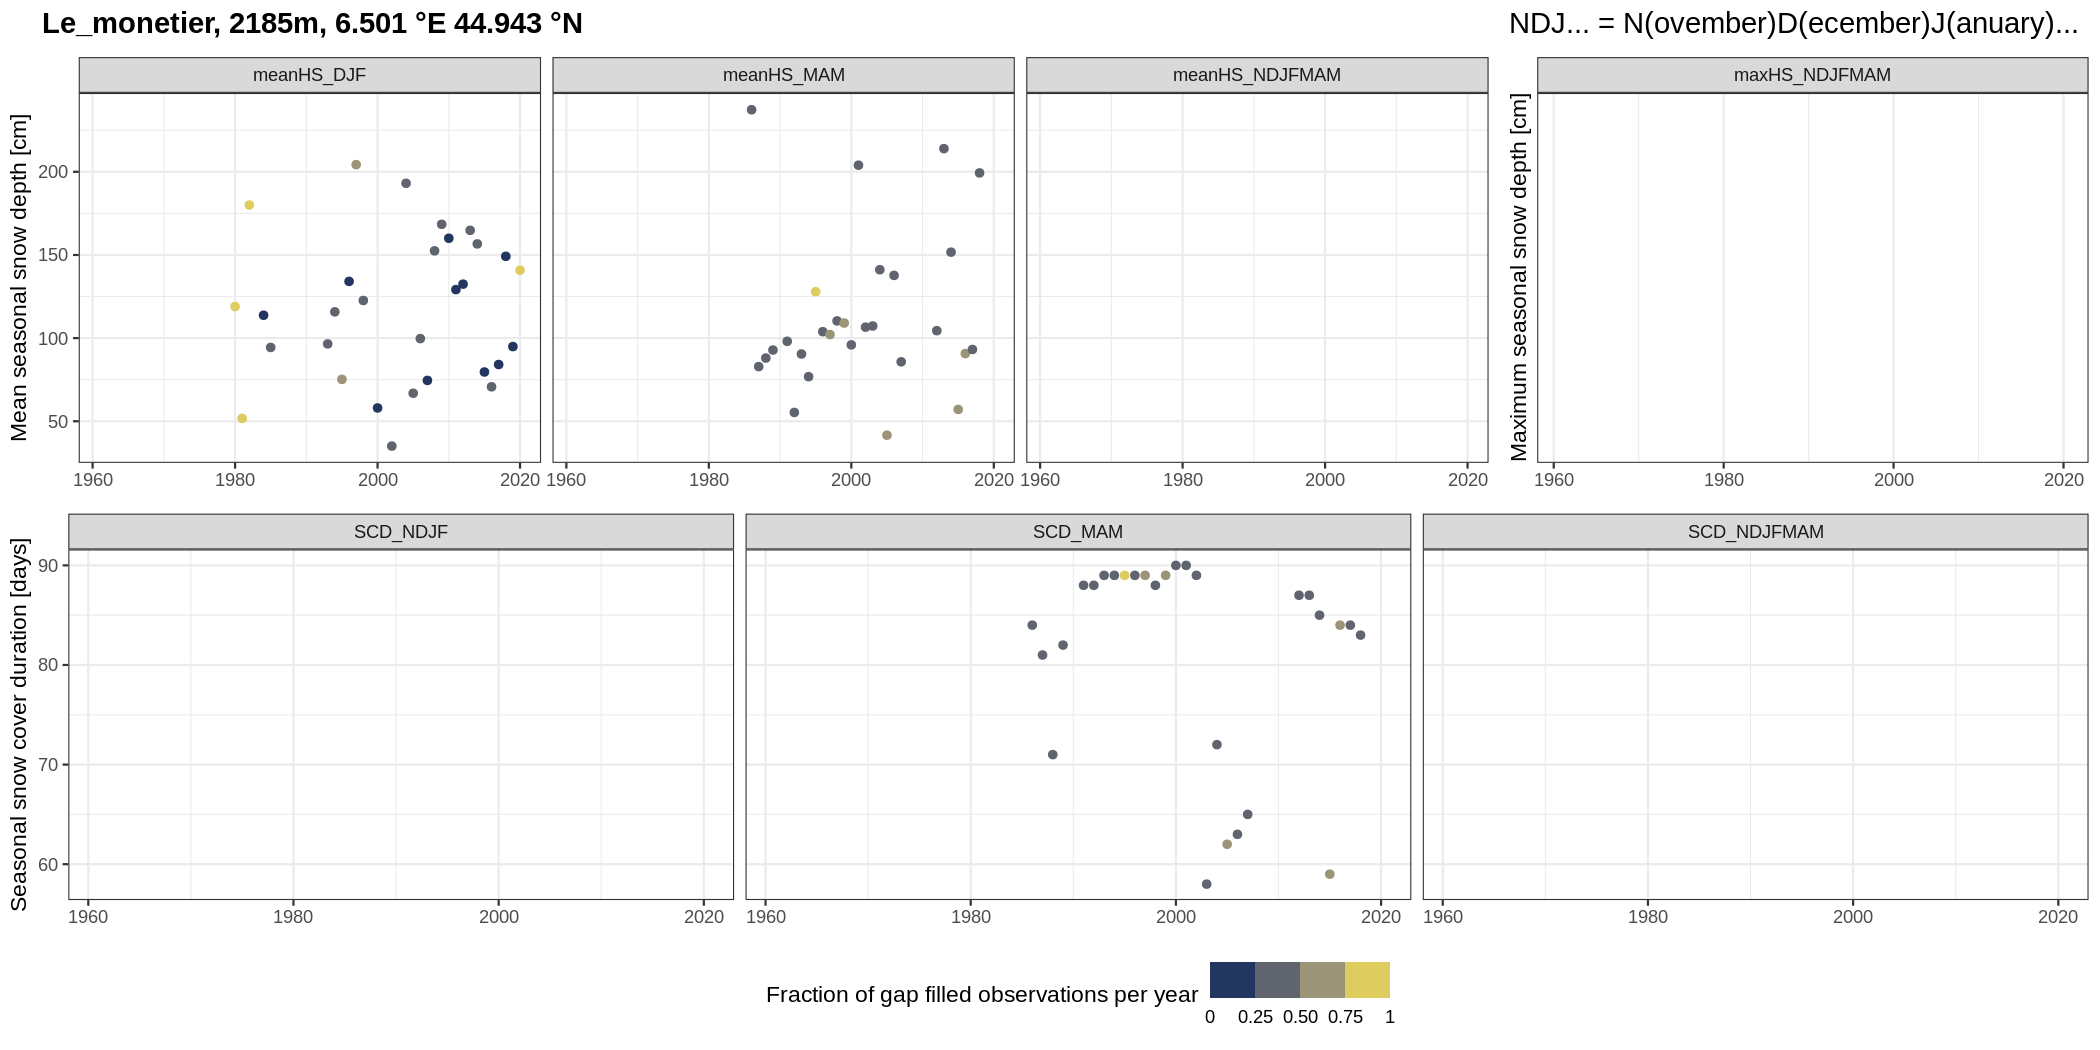 Le_monetier, 2185m, 6.501 °E 44.943 °N
NDJ... = N(ovember)D(ecember)J(anuary)...
meanHS_DJF
meanHS_MAM
meanHS_NDJFMAM
maxHS_NDJFMAM
Mean seasonal snow depth [cm]
200
150
100
50
1960 1980 2000 2020
1960 1980 2000 2020
1960 1980 2000 2020
Maximum seasonal snow depth [cm]
1960 1980 2000 2020
SCD_NDJF
SCD_MAM
SCD_NDJFMAM
Seasonal snow cover duration [days]
90
80
70
60
1960 1980 2000 2020
1960 1980 2000 2020
1960 1980 2000 2020
Fraction of gap filled observations per year
0 0.25 0.50 0.75 1